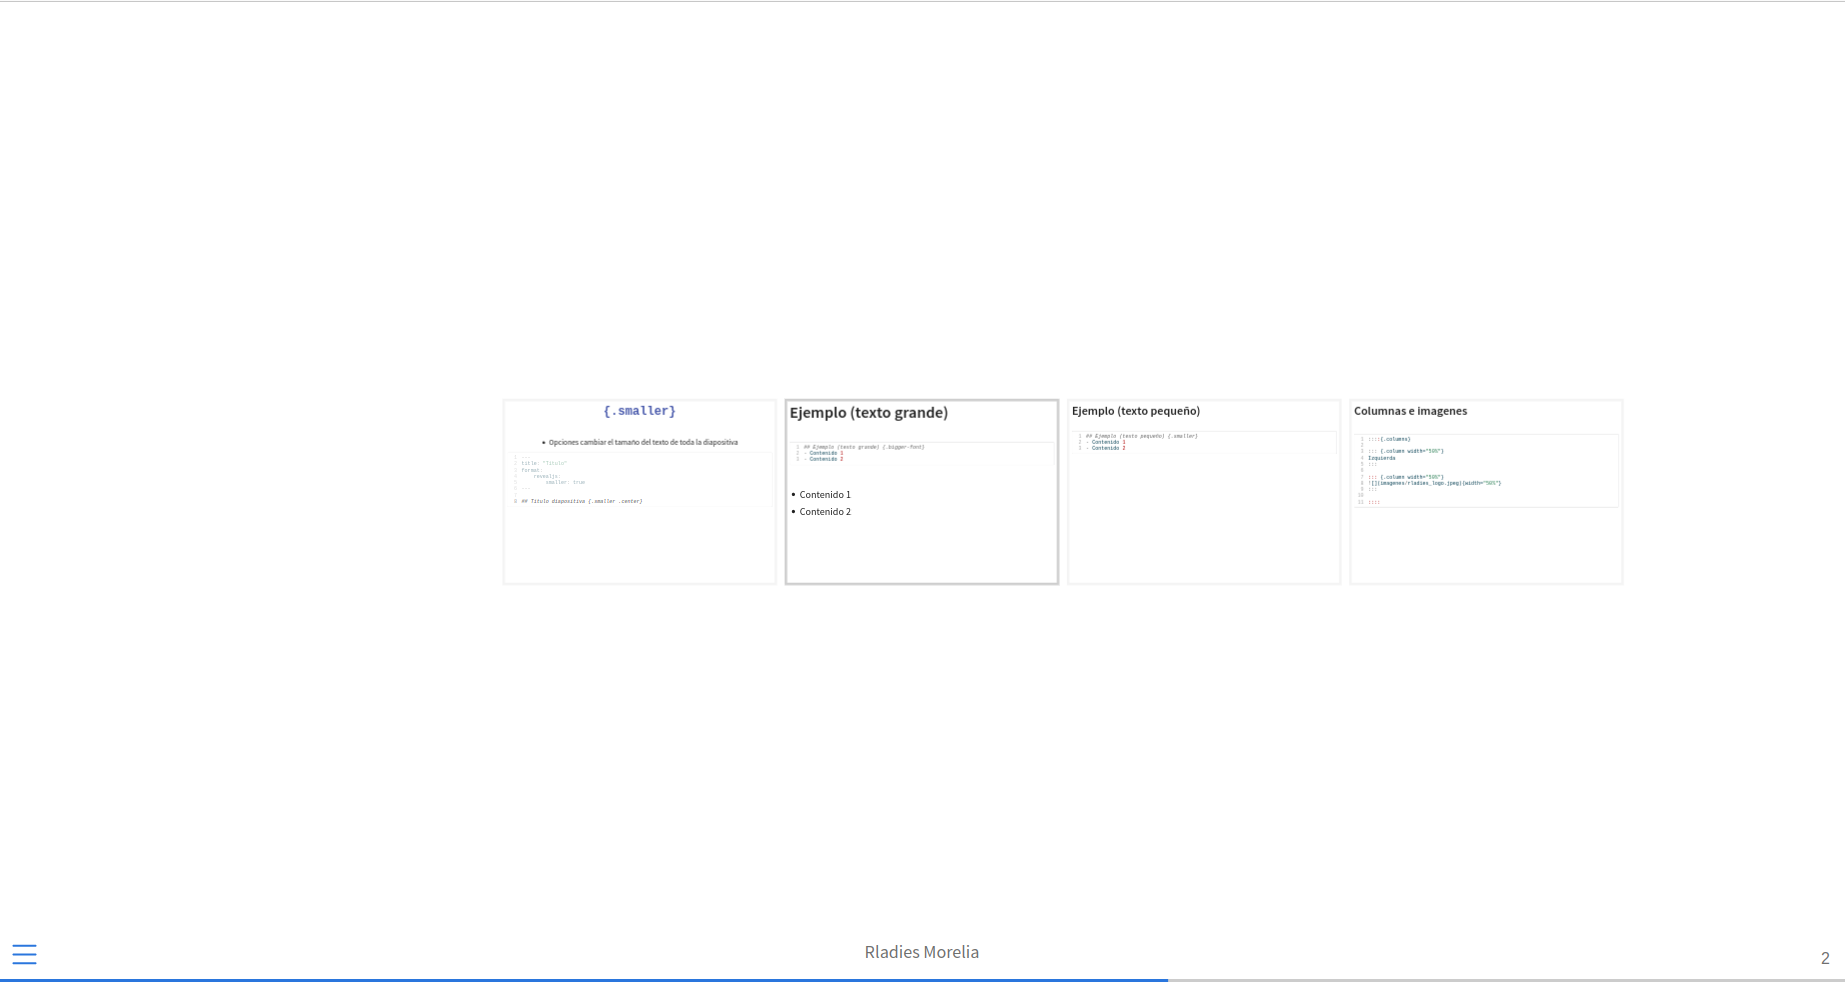 {.smaller}
• Opciones cambiar el tamaño del texto de toda la diapositiva
1 ---
2 title: "Titulo"
3 format:
4 revealjs:
5 smaller: true
6 ---
7
8 ## Titulo diapositiva {.smaller .center}
Ejemplo (texto grande)
1 ## Ejemplo (texto grande) {.bigger-font}
2 - Contenido 1
3 - Contenido 2
• Contenido 1
• Contenido 2
Ejemplo (texto pequeño)
1 ## Ejemplo (texto pequeño) {.smaller}
2 - Contenido 1
3 - Contenido 2
Columnas e imagenes
1 ::::{.columns}
2
3 ::: {.column width="50%"}
4 Izquierda
5 :::
6
7 ::: {.column width="50%"}
8 ![](imagenes/rladies_logo.jpeg){width="50%"}
9 :::
10
11 ::::
Rladies Morelia
2